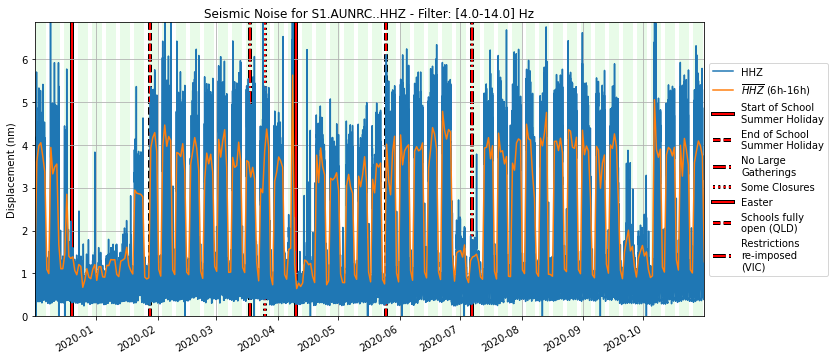 Seismic Noise for S1.AUNRC..HHZ - Filter: [4.0-14.0] Hz
Displacement (nm)
6
5
4
3
2
1
0
2020-01
2020-02
2020-03
2020-04
2020-05
2020-06
2020-07
2020-08
2020-09
2020-10
HHZ
HHZ (6h-16h)
Start of School
Summer Holiday
End of School
Summer Holiday
No Large
Gatherings
Some Closures
Easter
Schools fully
open (QLD)
Restrictions
re-imposed
(VIC)